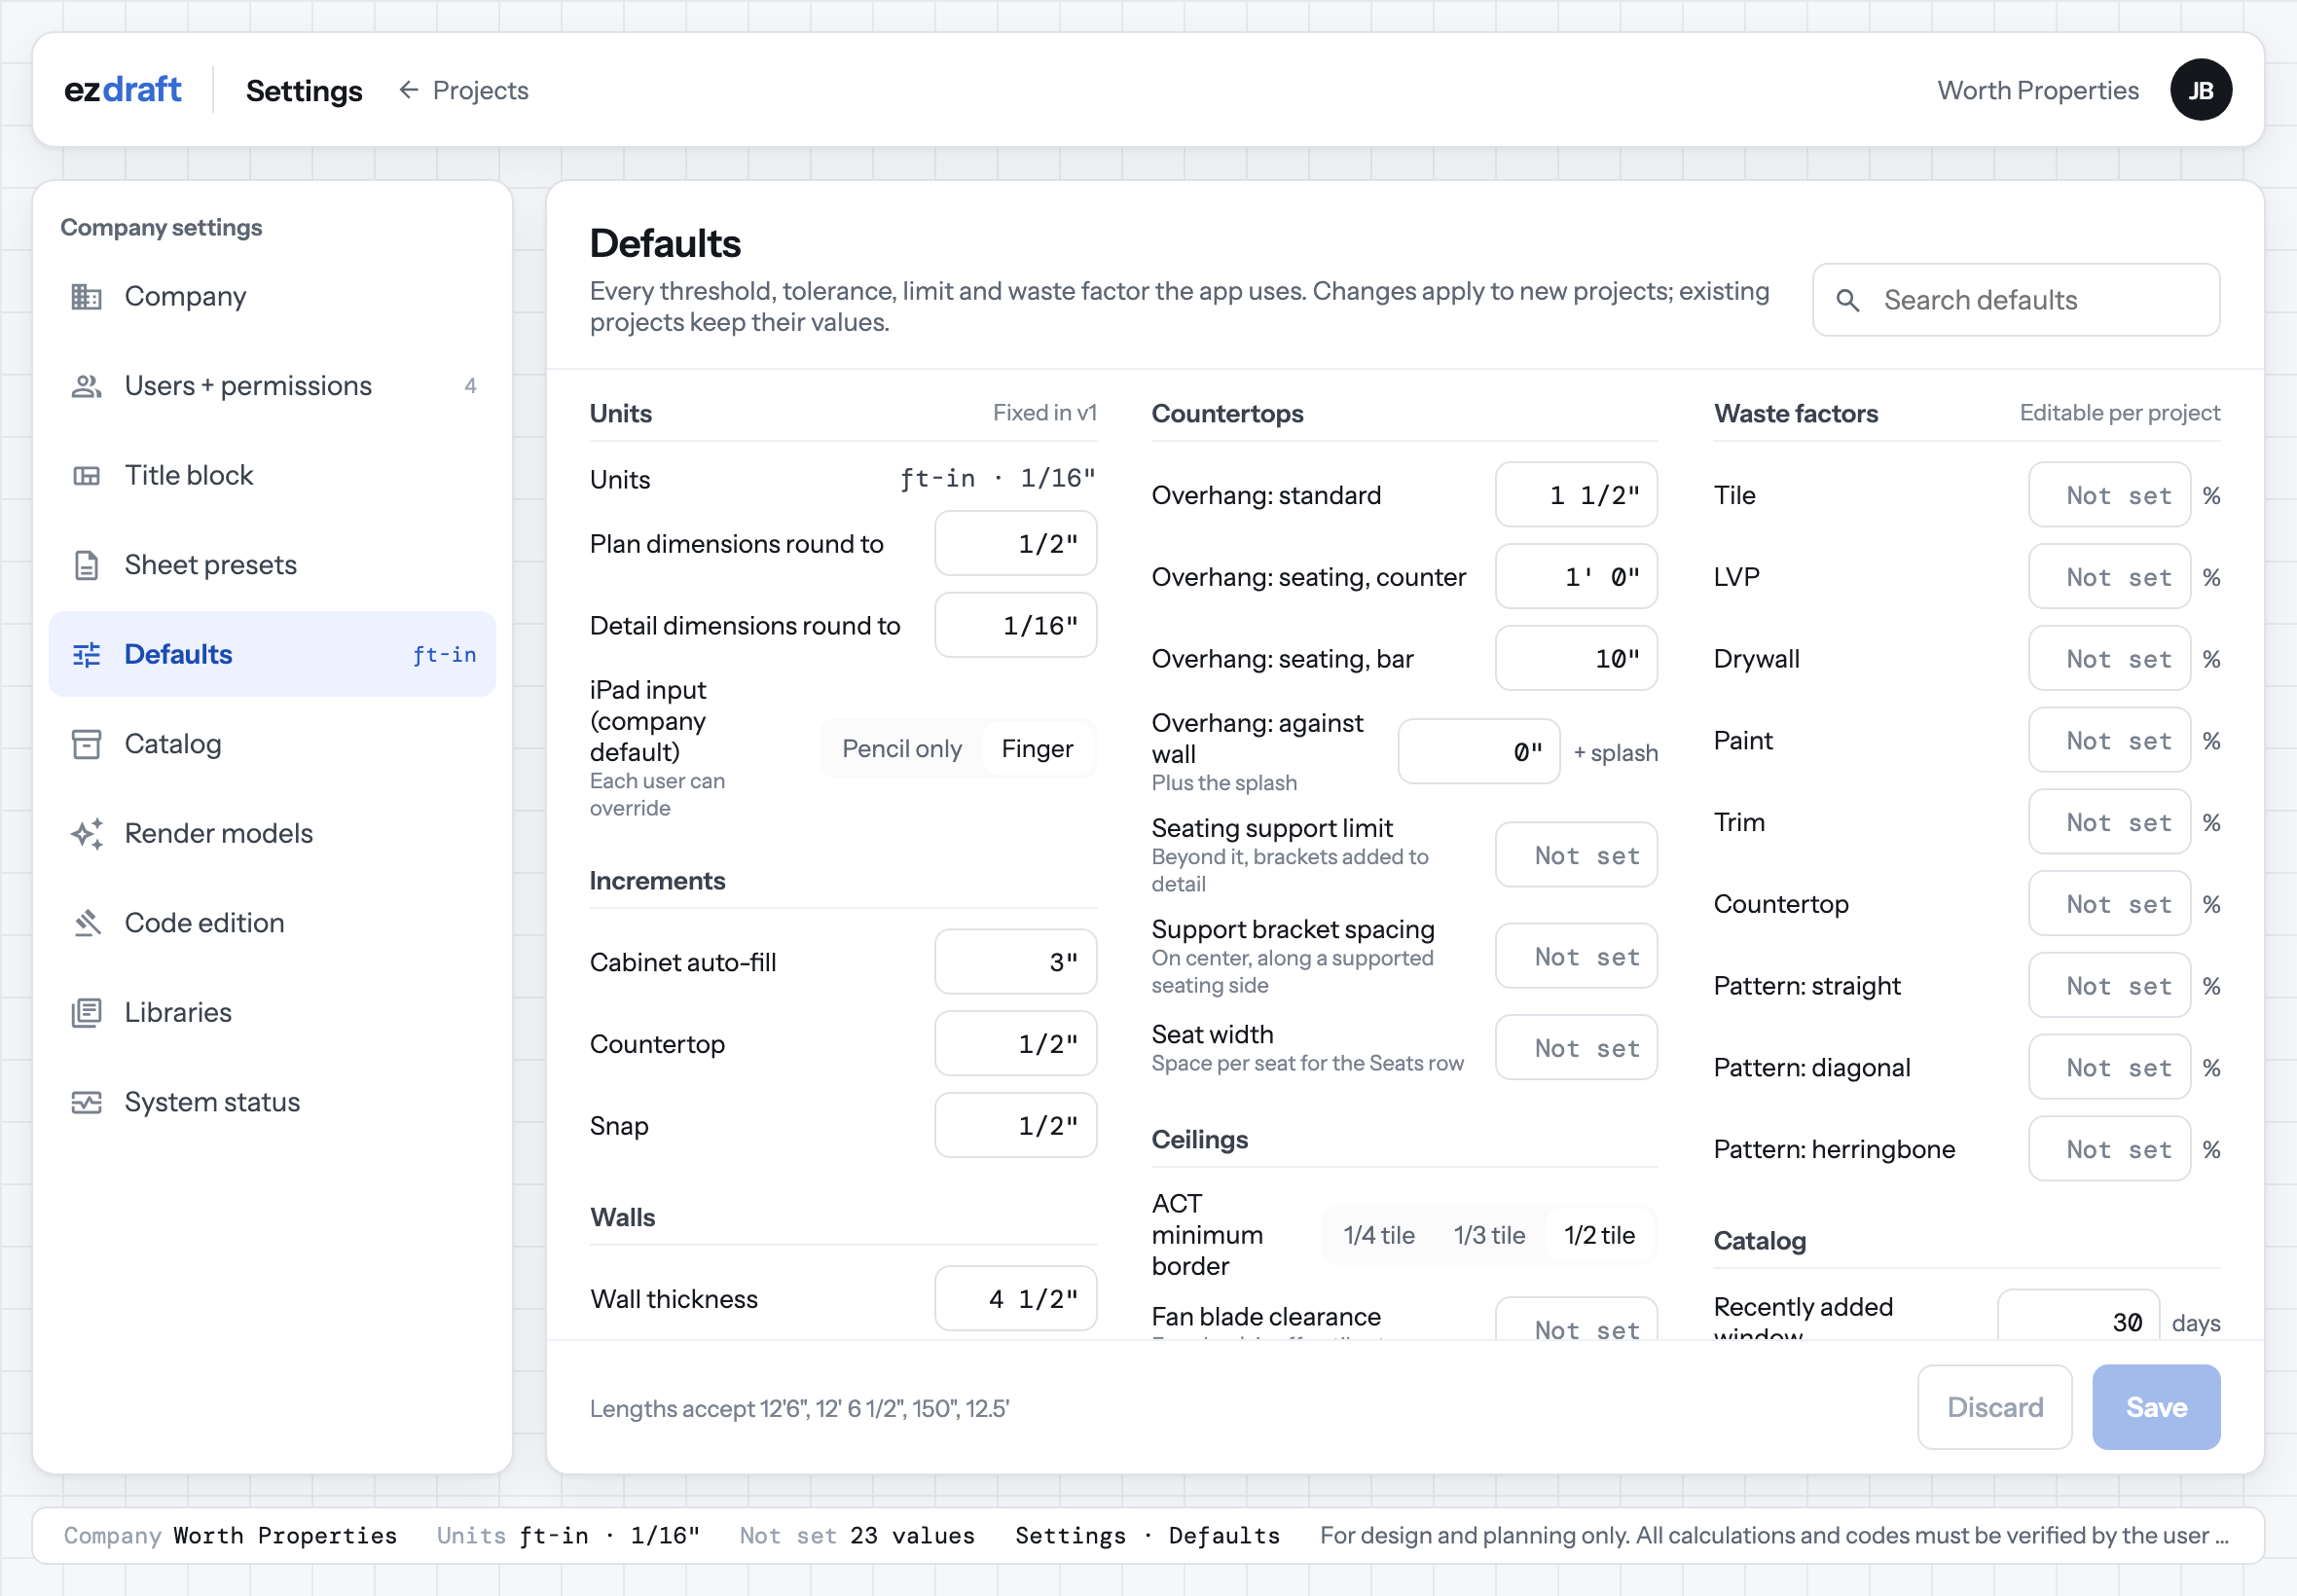 ezdraft
Settings
← Projects
Worth Properties
JB
Company settings
Company
Users + permissions 4
Title block
Sheet presets
Defaults ft-in
Catalog
Render models
Code edition
Libraries
System status
Defaults
Every threshold, tolerance, limit and waste factor the app uses. Changes apply to new projects; existing
projects keep their values.
Search defaults
Units Fixed in v1
Units ft-in · 1/16"
Plan dimensions round to 1/2"
Detail dimensions round to 1/16"
iPad input
(company
default)
Each user can
override
Pencil only Finger
Increments
Cabinet auto-fill 3"
Countertop 1/2"
Snap 1/2"
Walls
Wall thickness 4 1/2"
Countertops
Overhang: standard 1 1/2"
Overhang: seating, counter 1' 0"
Overhang: seating, bar 10"
Overhang: against
wall
Plus the splash
0" + splash
Seating support limit
Beyond it, brackets added to
detail
Not set
Support bracket spacing
On center, along a supported
seating side
Not set
Seat width
Space per seat for the Seats row
Not set
Ceilings
ACT
minimum
border
1/4 tile 1/3 tile 1/2 tile
Fan blade clearance
Not set
Waste factors Editable per project
Tile Not set %
LVP Not set %
Drywall Not set %
Paint Not set %
Trim Not set %
Countertop Not set %
Pattern: straight Not set %
Pattern: diagonal Not set %
Pattern: herringbone Not set %
Catalog
Recently added
window
30 days
Lengths accept 12'6", 12' 6 1/2", 150", 12.5'
Discard
Save
Company Worth Properties Units ft-in · 1/16" Not set 23 values Settings · Defaults For design and planning only. All calculations and codes must be verified by the user ...